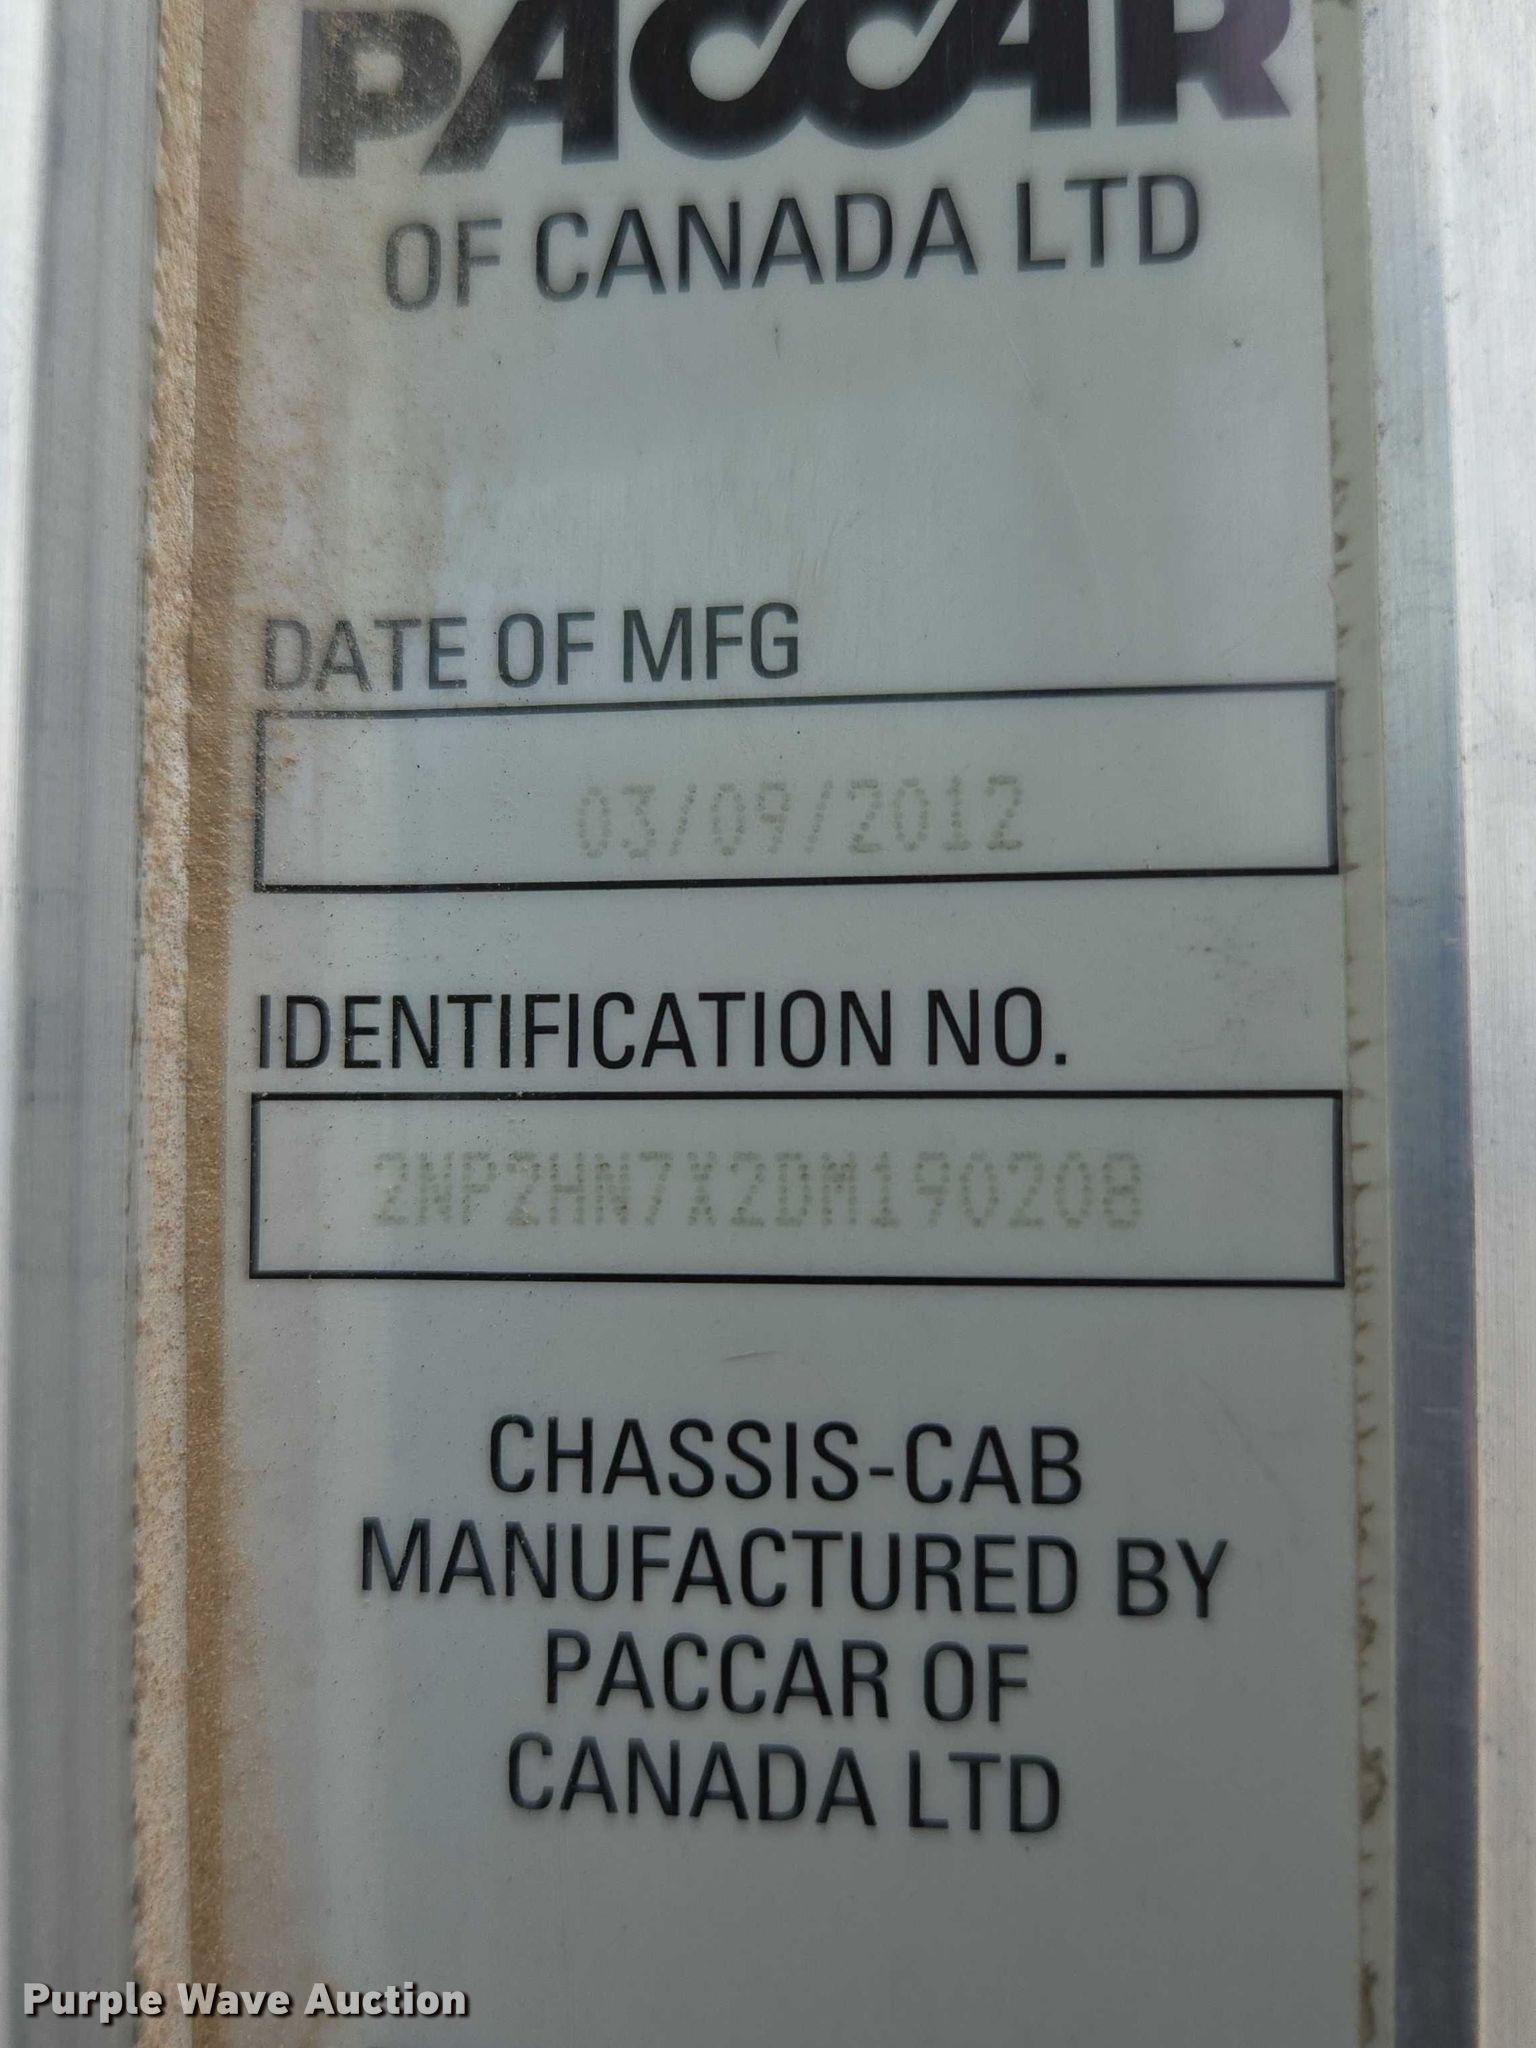 PACCAR
OF CANADA LTD
DATE OF MFG
03/09/2012
IDENTIFICATION NO.
2NP2HN7X2DM190208
CHASSIS-CAB
MANUFACTURED BY
PACCAR OF
CANADA LTD
Purple Wave Auction